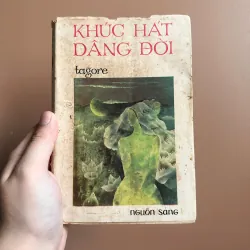 KHÚC HÁT
DÂNG ĐỜI
tagore
nguồn sang